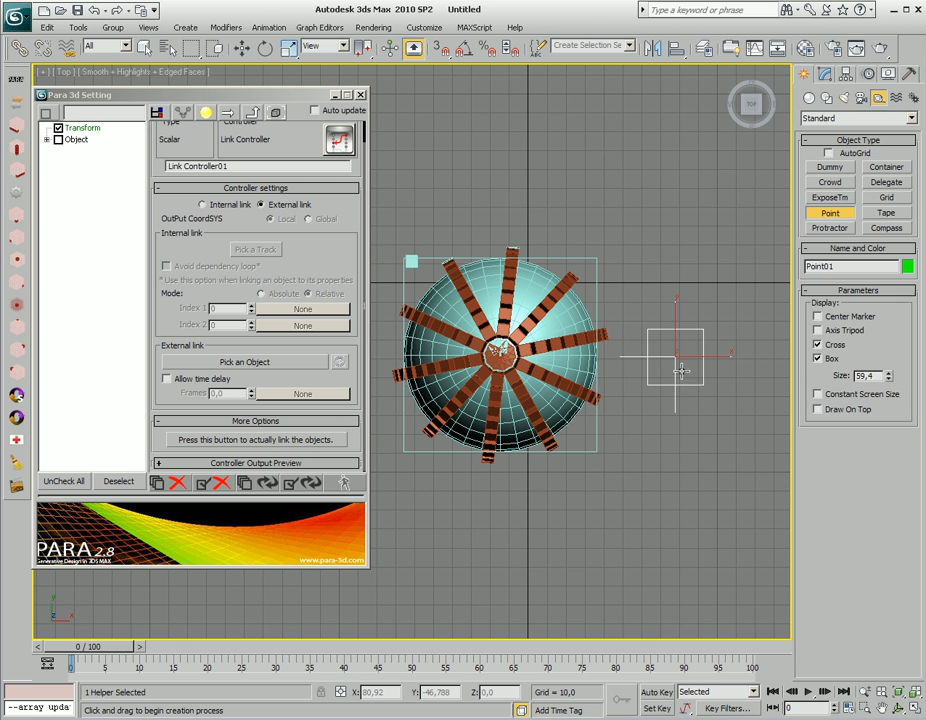 Autodesk 3ds Max 2010 SP2 Untitled
Type a keyword or phrase
Edit Tools Group Views Create Modifiers Animation Graph Editors Rendering Customize MAXScript Help
All
View
Create Selection Se
[ + ] [ Top ] [ Smooth + Highlights + Edged Faces ]
PARA
Para 3d Setting
Auto update
Transform
Object
Type
Scalar
Controller
Link Controller
Link Controller01
Controller settings
Internal link
External link
OutPut CoordSYS
Local
Global
Internal link
Pick a Track
Avoid dependency loop*
* Use this option when linking an object to its properties
Mode:
Absolute
Relative
Index 1
0
None
Index 2
0
None
External link
Pick an Object
Allow time delay
Frames
0,0
None
More Options
Press this button to actually link the objects.
Controller Output Preview
UnCheck All
Deselect
PARA 2.8
Generative Design in 3DS MAX
www.para-3d.com
TOP
x
y
z
x
Standard
Object Type
AutoGrid
Dummy
Container
Crowd
Delegate
ExposeTm
Grid
Point
Tape
Protractor
Compass
Name and Color
Point01
Parameters
Display:
Center Marker
Axis Tripod
Cross
Box
Size: 59,4
Constant Screen Size
Draw On Top
0 / 100
0 5 10 15 20 25 30 35 40 45 50 55 60 65 70 75 80 85 90 95 100
1 Helper Selected
X: 80,92
Y: -46,788
Z: 0,0
Grid = 10,0
Auto Key
Selected
--array upda
Click and drag to begin creation process
Add Time Tag
Set Key
Key Filters...
0